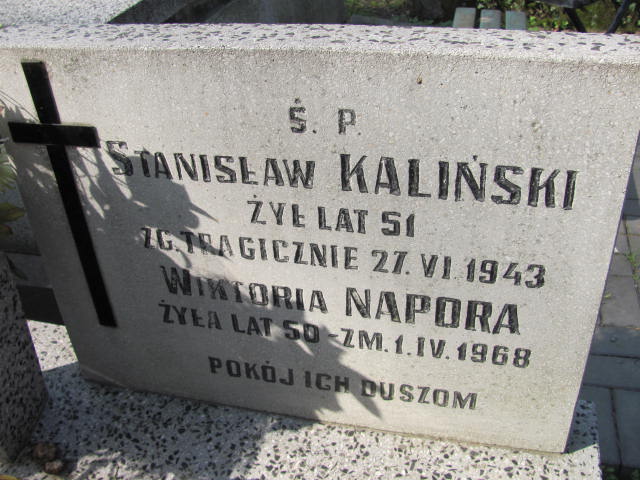 Ś. P.
STANISŁAW KALIŃSKI
ŻYŁ LAT 51
ZG. TRAGICZNIE 27. VI. 1943
WIKTORIA NAPORA
ŻYŁA LAT 50 - ZM. 1. IV. 1968
POKÓJ ICH DUSZOM